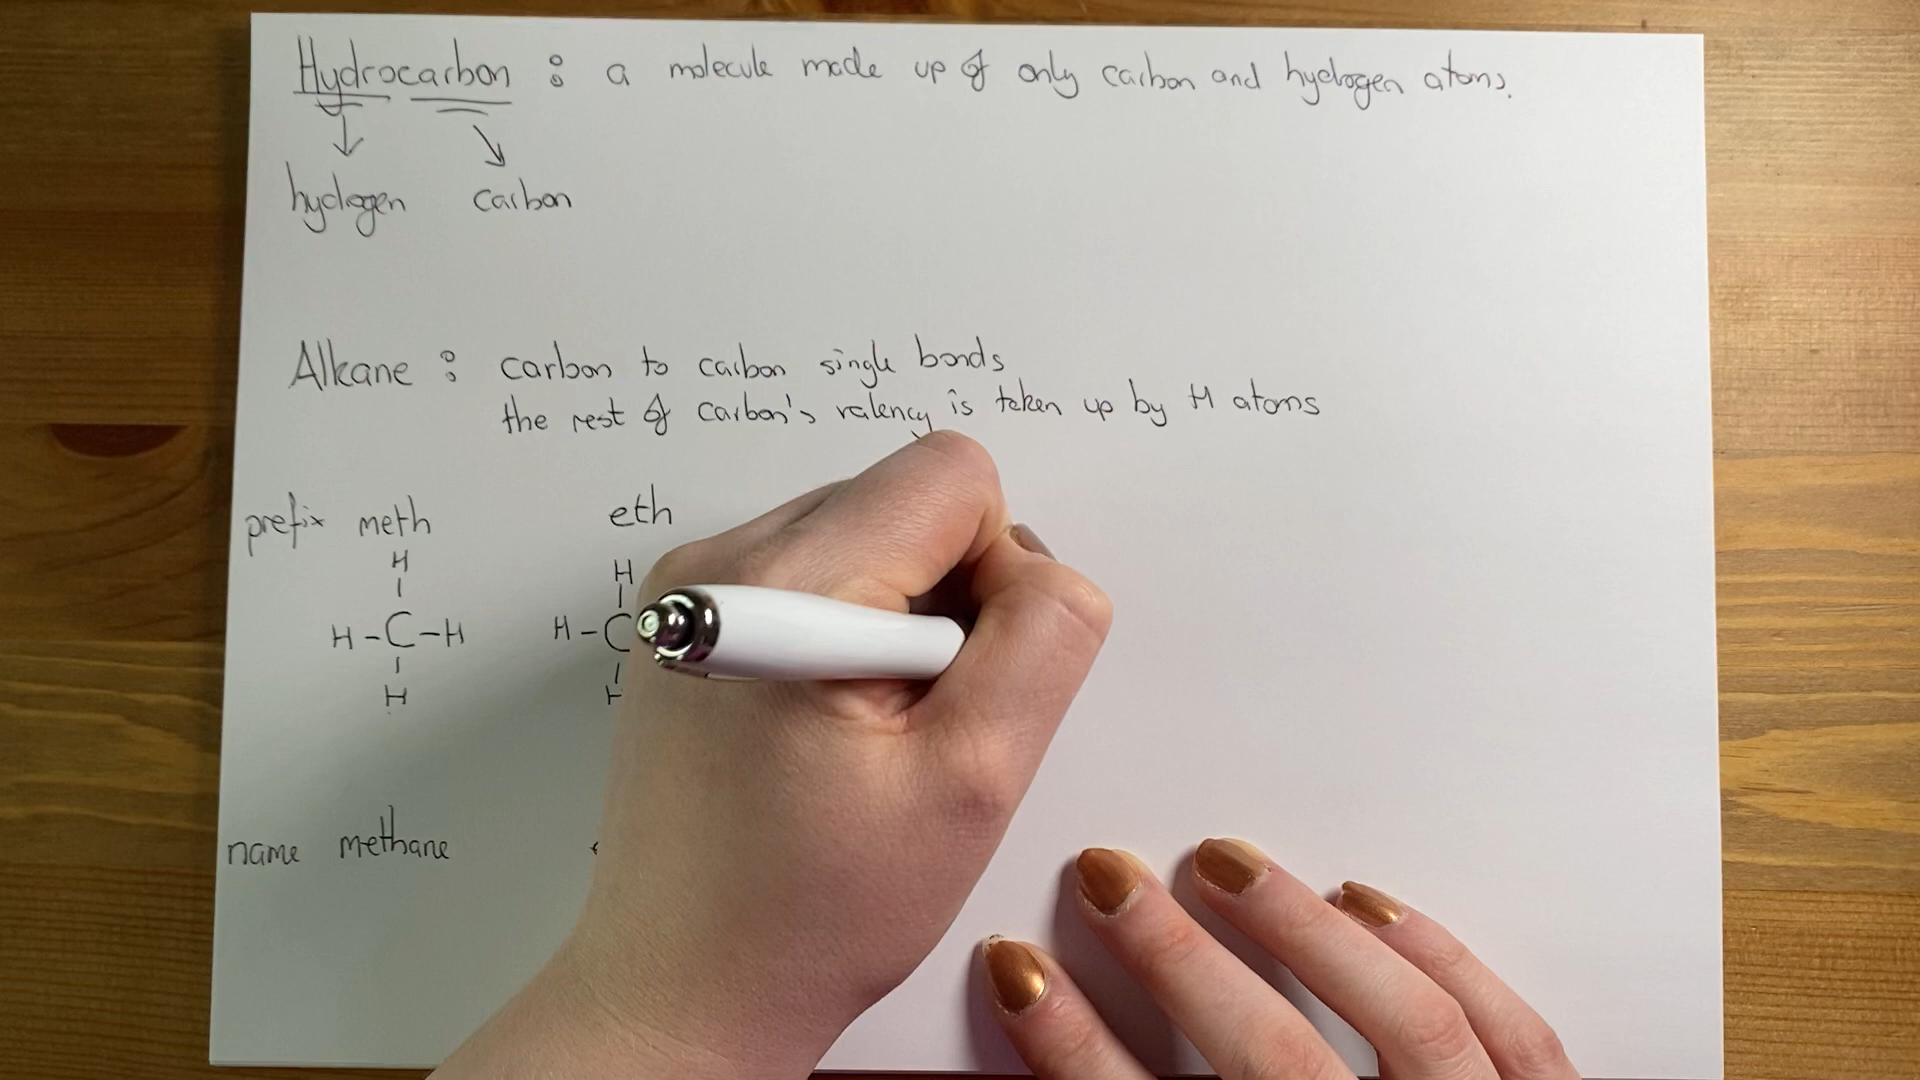 Hydrocarbon : a molecule made up of only carbon and hydrogen atoms.
hydrogen carbon
Alkane : carbon to carbon single bonds
the rest of carbon's valency is taken up by H atoms
prefix meth eth
H H
H-C-H H-C
H H
name methane